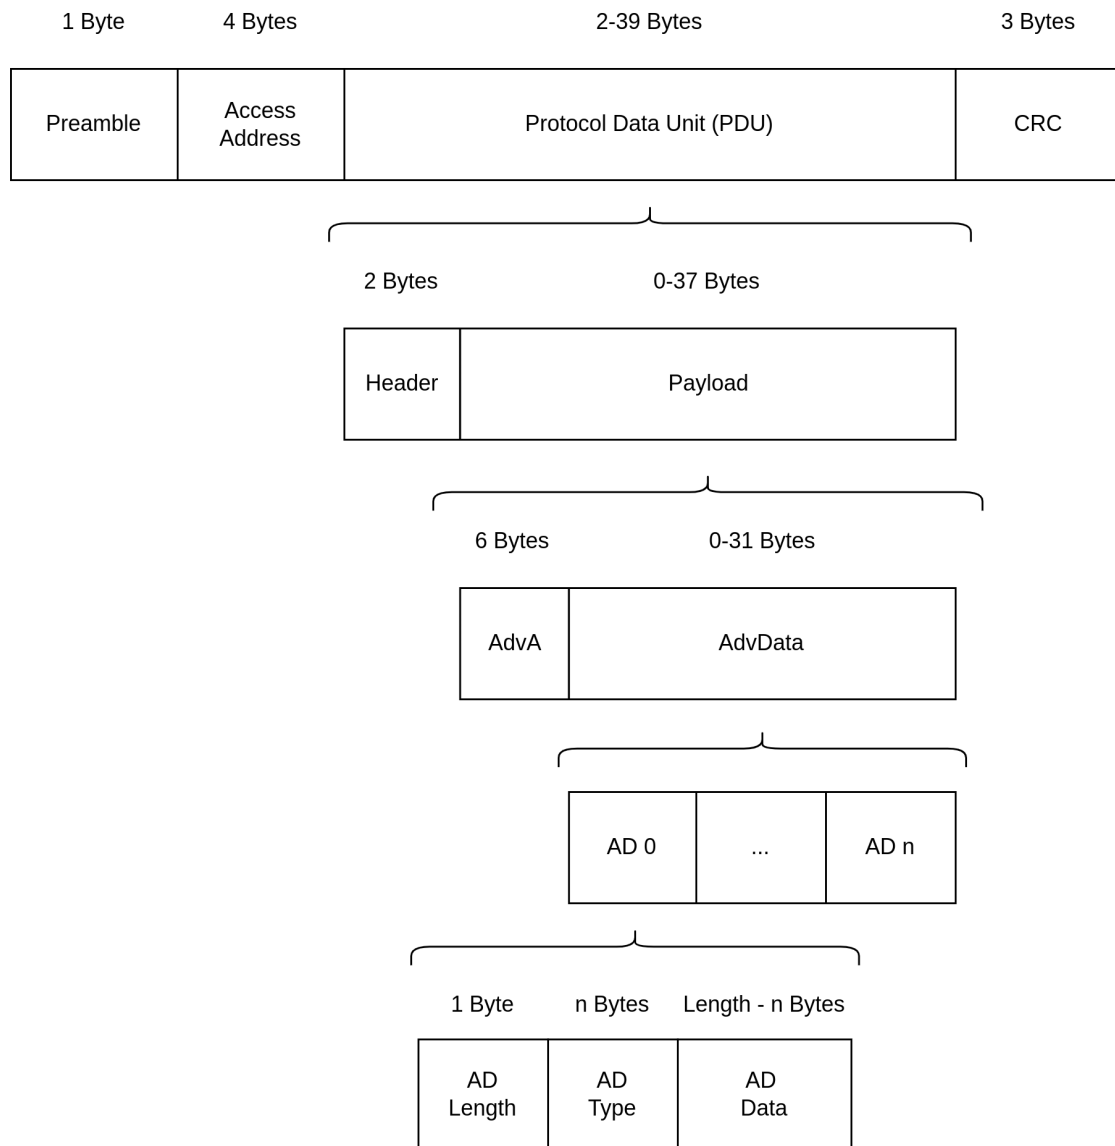 1 Byte
4 Bytes
2-39 Bytes
3 Bytes
Preamble
Access
Address
Protocol Data Unit (PDU)
CRC
2 Bytes
0-37 Bytes
Header
Payload
6 Bytes
0-31 Bytes
AdvA
AdvData
AD 0
...
AD n
1 Byte
n Bytes
Length - n Bytes
AD
Length
AD
Type
AD
Data